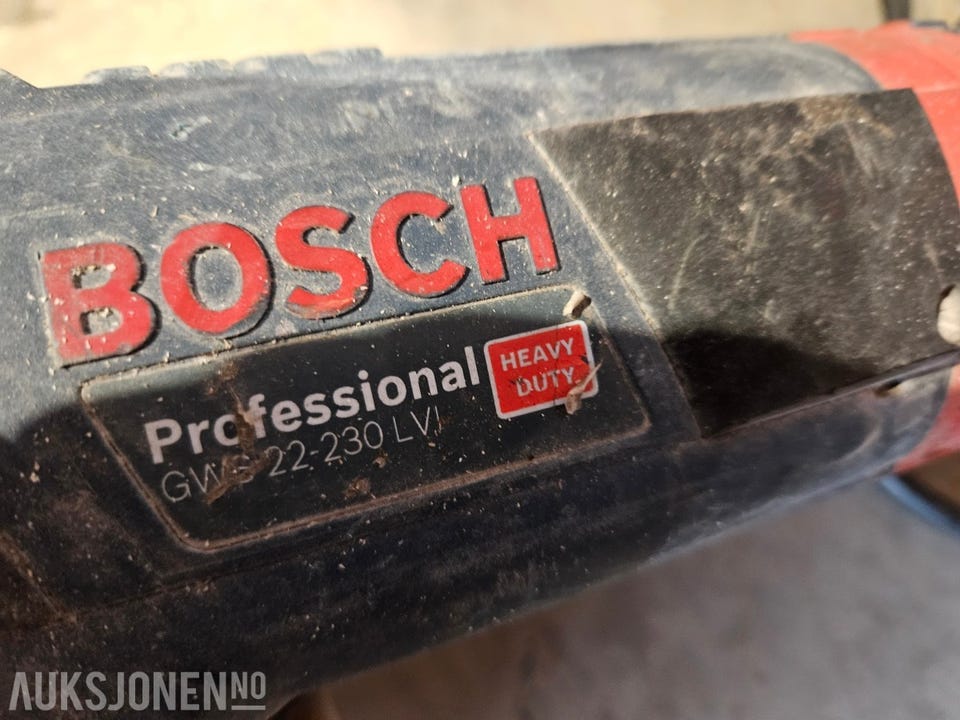 BOSCH
Professional
HEAVY
DUTY
GWS 22-230 LVI
AUKSJONEN NO